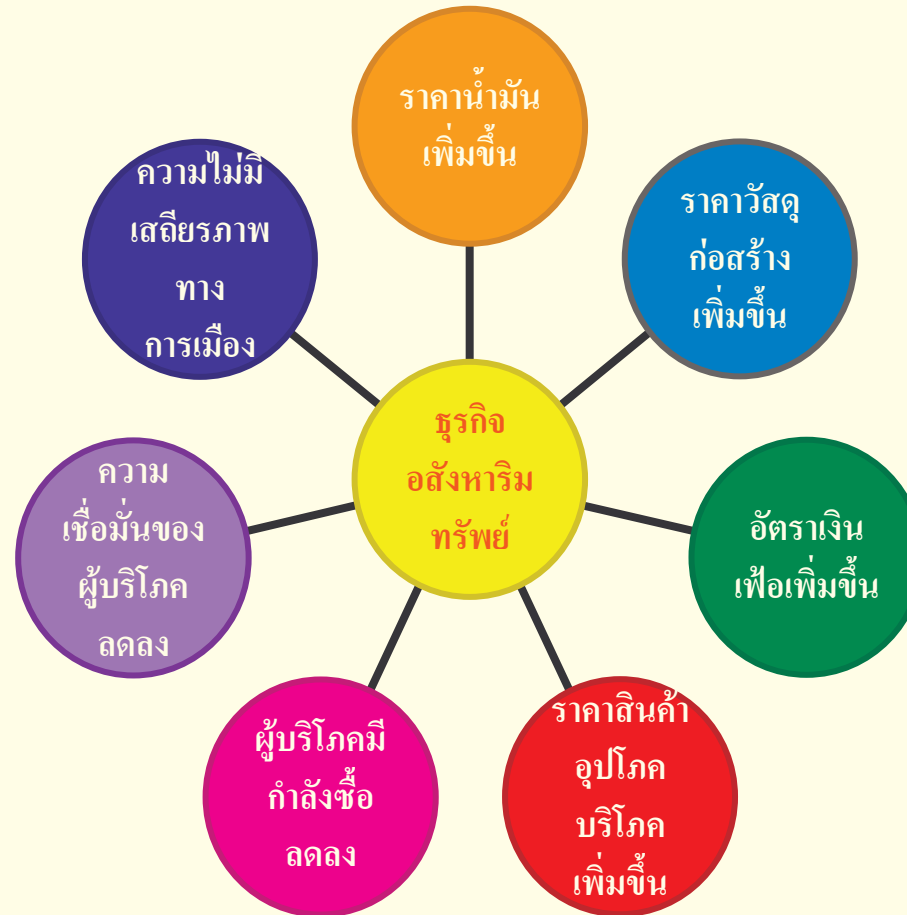 ราคาน้ำมัน
เพิ่มขึ้น
ราคาวัสดุ
ก่อสร้าง
เพิ่มขึ้น
อัตราเงิน
เฟ้อเพิ่มขึ้น
ราคาสินค้า
อุปโภค
บริโภค
เพิ่มขึ้น
ผู้บริโภคมี
กำลังซื้อ
ลดลง
ความ
เชื่อมั่นของ
ผู้บริโภค
ลดลง
ความไม่มี
เสถียรภาพ
ทาง
การเมือง
ธุรกิจ
อสังหาริม
ทรัพย์